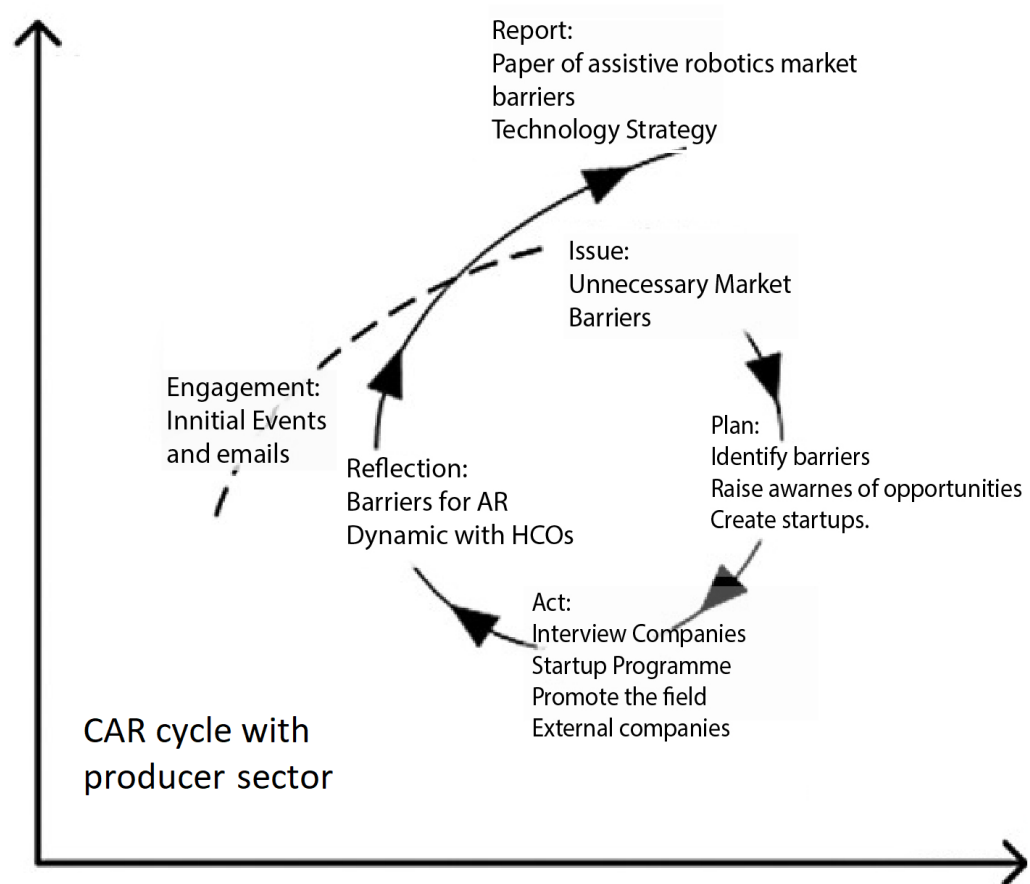 Report:
Paper of assistive robotics market
barriers
Technology Strategy
Issue:
Unnecessary Market
Barriers
Engagement:
Innitial Events
and emails
Plan:
Identify barriers
Raise awarnes of opportunities
Create startups.
Reflection:
Barriers for AR
Dynamic with HCOs
Act:
Interview Companies
Startup Programme
Promote the field
External companies
CAR cycle with
producer sector